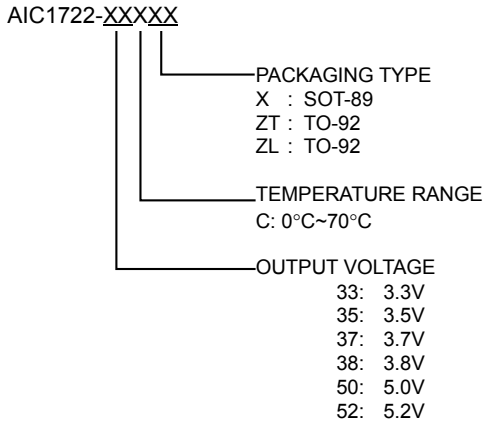 AIC1722-XXXXX
PACKAGING TYPE
X : SOT-89
ZT : TO-92
ZL : TO-92
TEMPERATURE RANGE
C: 0°C~70°C
OUTPUT VOLTAGE
33: 3.3V
35: 3.5V
37: 3.7V
38: 3.8V
50: 5.0V
52: 5.2V